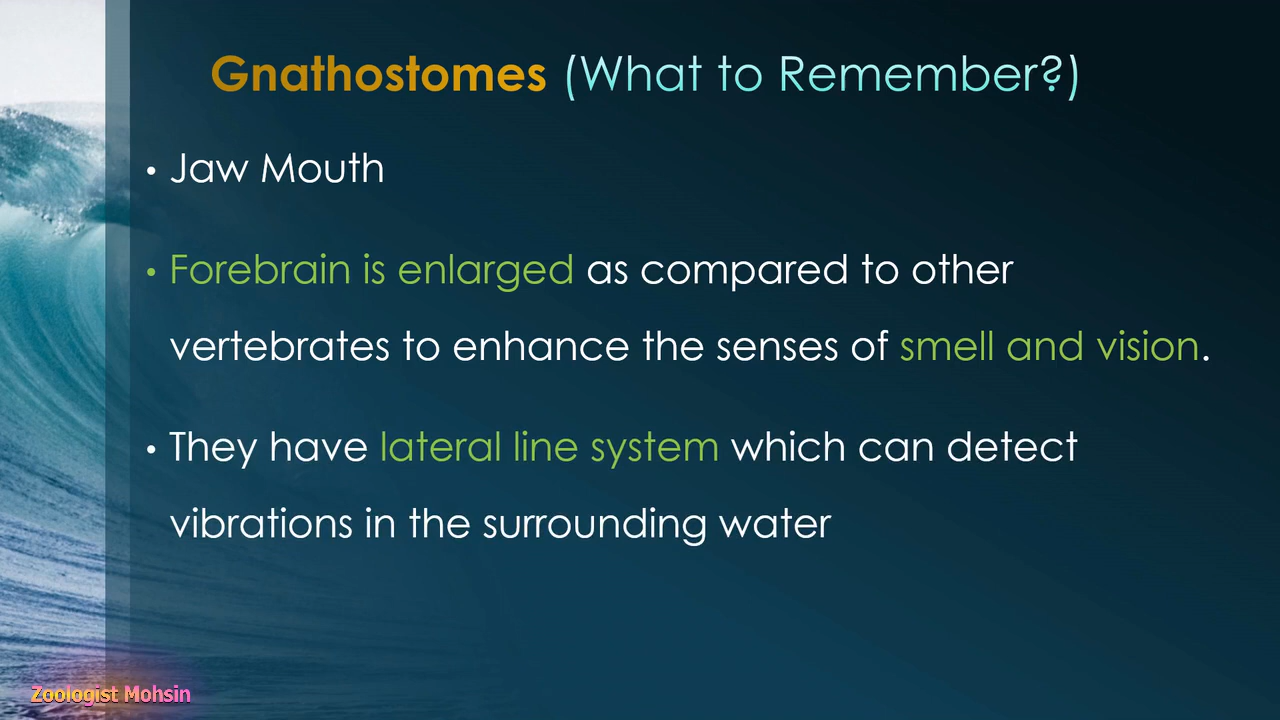 Gnathostomes (What to Remember?)
• Jaw Mouth
• Forebrain is enlarged as compared to other
vertebrates to enhance the senses of smell and vision.
• They have lateral line system which can detect
vibrations in the surrounding water
Zoologist Mohsin